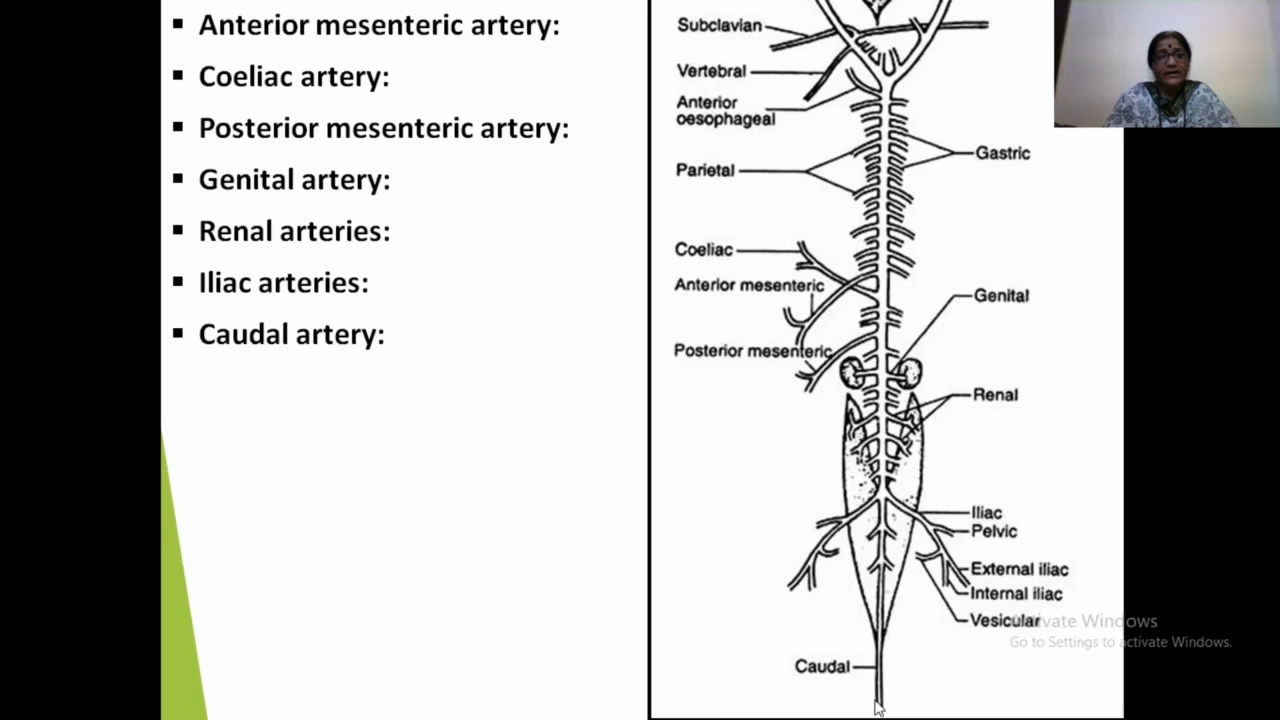 Anterior mesenteric artery:
Coeliac artery:
Posterior mesenteric artery:
Genital artery:
Renal arteries:
Iliac arteries:
Caudal artery:
Subclavian
Vertebral
Anterior
oesophageal
Parietal
Gastric
Coeliac
Anterior mesenteric
Genital
Posterior mesenteric
Renal
Iliac
Pelvic
External iliac
Internal iliac
Vesicular
Caudal
Activate Windows
Go to Settings to activate Windows.